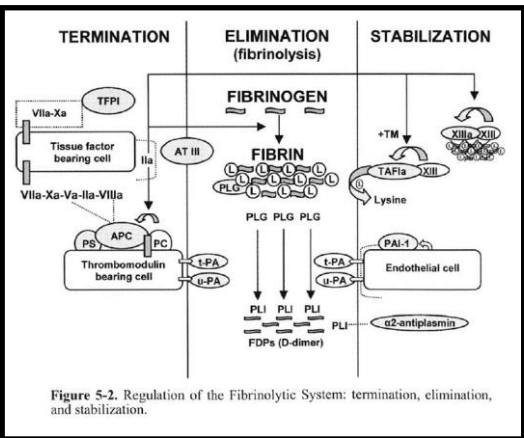 TERMINATION
ELIMINATION
(fibrinolysis)
STABILIZATION
VIIa-Xa
TFPI
Tissue factor
bearing cell
IIa
AT III
VIIa-Xa-Va-IIa-VIIIa
PS
APC
PC
Thrombomodulin
bearing cell
t-PA
u-PA
FIBRINOGEN
FIBRIN
L L L
L L L L
PLG L L L
PLG PLG PLG
PLI PLI PLI
FDPs (D-dimer)
+TM
XIIIa XIII
TAFIa XIII
L
Lysine
PAI-1
t-PA
u-PA
Endothelial cell
PLI
α2-antiplasmin
Figure 5-2. Regulation of the Fibrinolytic System: termination, elimination,
and stabilization.